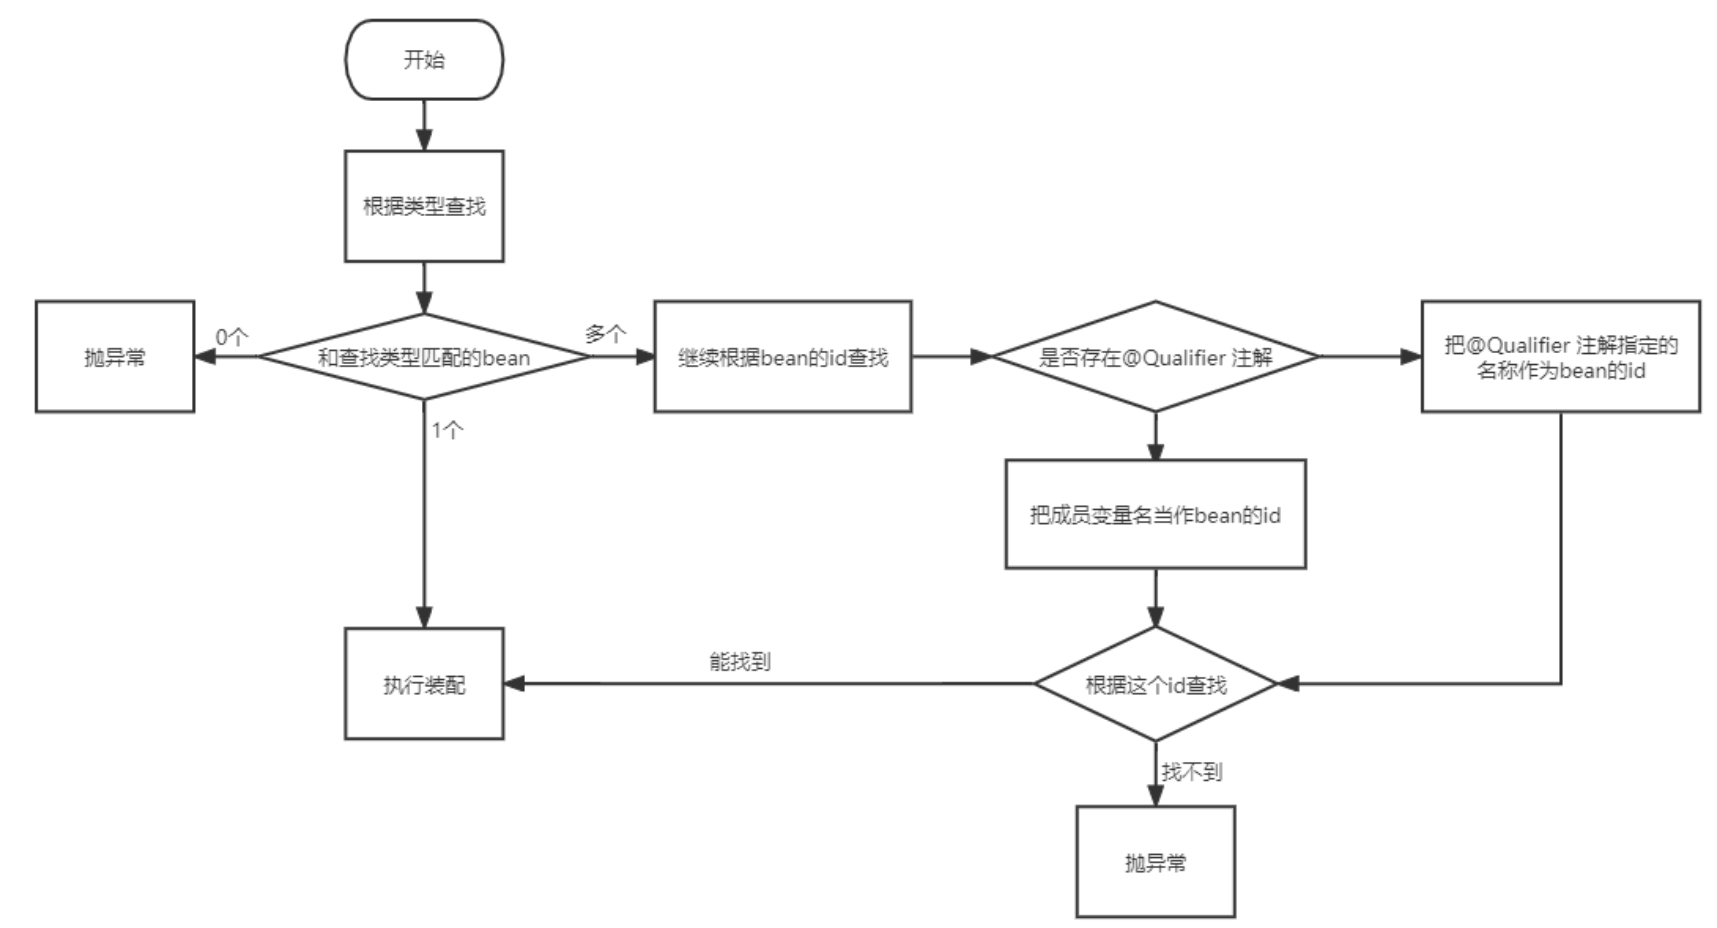 开始
根据类型查找
抛异常
0个
和查找类型匹配的bean
多个
继续根据bean的id查找
是否存在@Qualifier 注解
把@Qualifier 注解指定的
名称作为bean的id
1个
把成员变量名当作bean的id
执行装配
能找到
根据这个id查找
找不到
抛异常